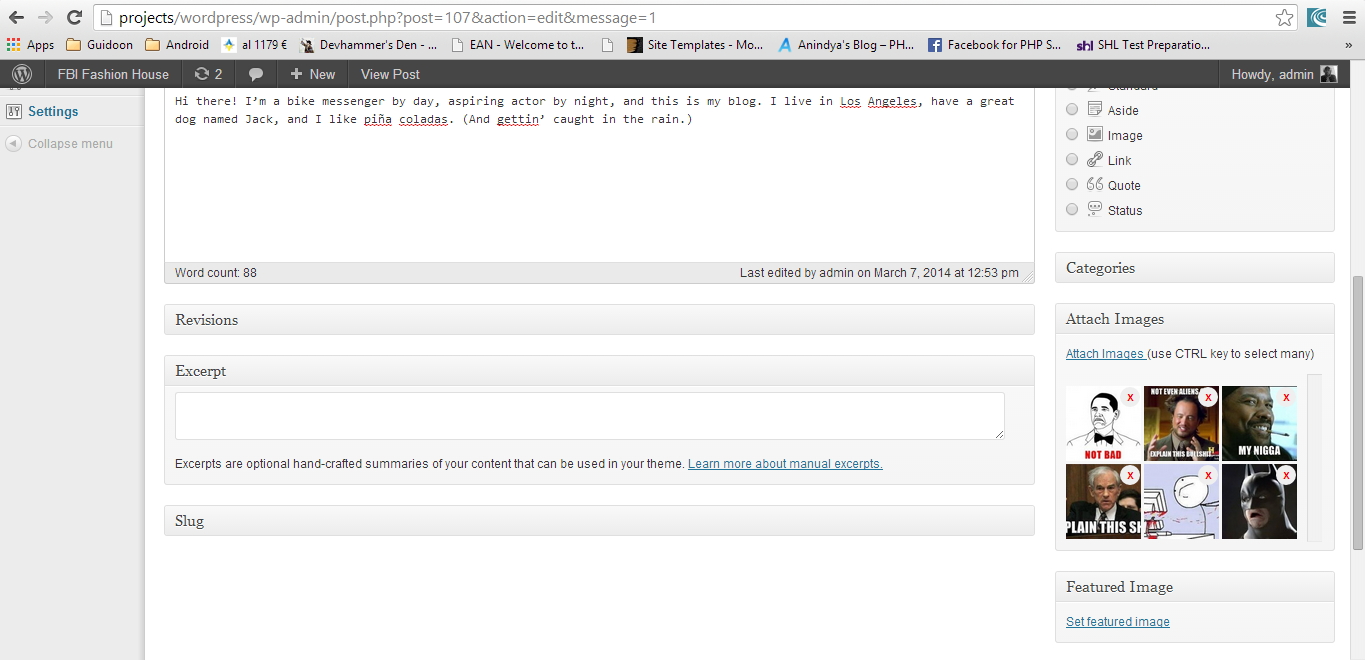 projects/wordpress/wp-admin/post.php?post=107&action=edit&message=1
Apps Guidoon Android al 1179 € Devhammer's Den - ... EAN - Welcome to t... Site Templates - Mo... Anindya's Blog – PH... Facebook for PHP S... shl SHL Test Preparatio... »
FBI Fashion House 2 + New View Post Howdy, admin
Settings
Collapse menu
Hi there! I'm a bike messenger by day, aspiring actor by night, and this is my blog. I live in Los Angeles, have a great
dog named Jack, and I like piña coladas. (And gettin' caught in the rain.)
Word count: 88 Last edited by admin on March 7, 2014 at 12:53 pm
Revisions
Excerpt
Excerpts are optional hand-crafted summaries of your content that can be used in your theme. Learn more about manual excerpts.
Slug
Standard
Aside
Image
Link
Quote
Status
Categories
Attach Images
Attach Images (use CTRL key to select many)
X X X
NOT EVEN ALIENS
NOT BAD EXPLAIN THIS BULLSHIT MY NIGGA
X X X
PLAIN THIS SH
Featured Image
Set featured image